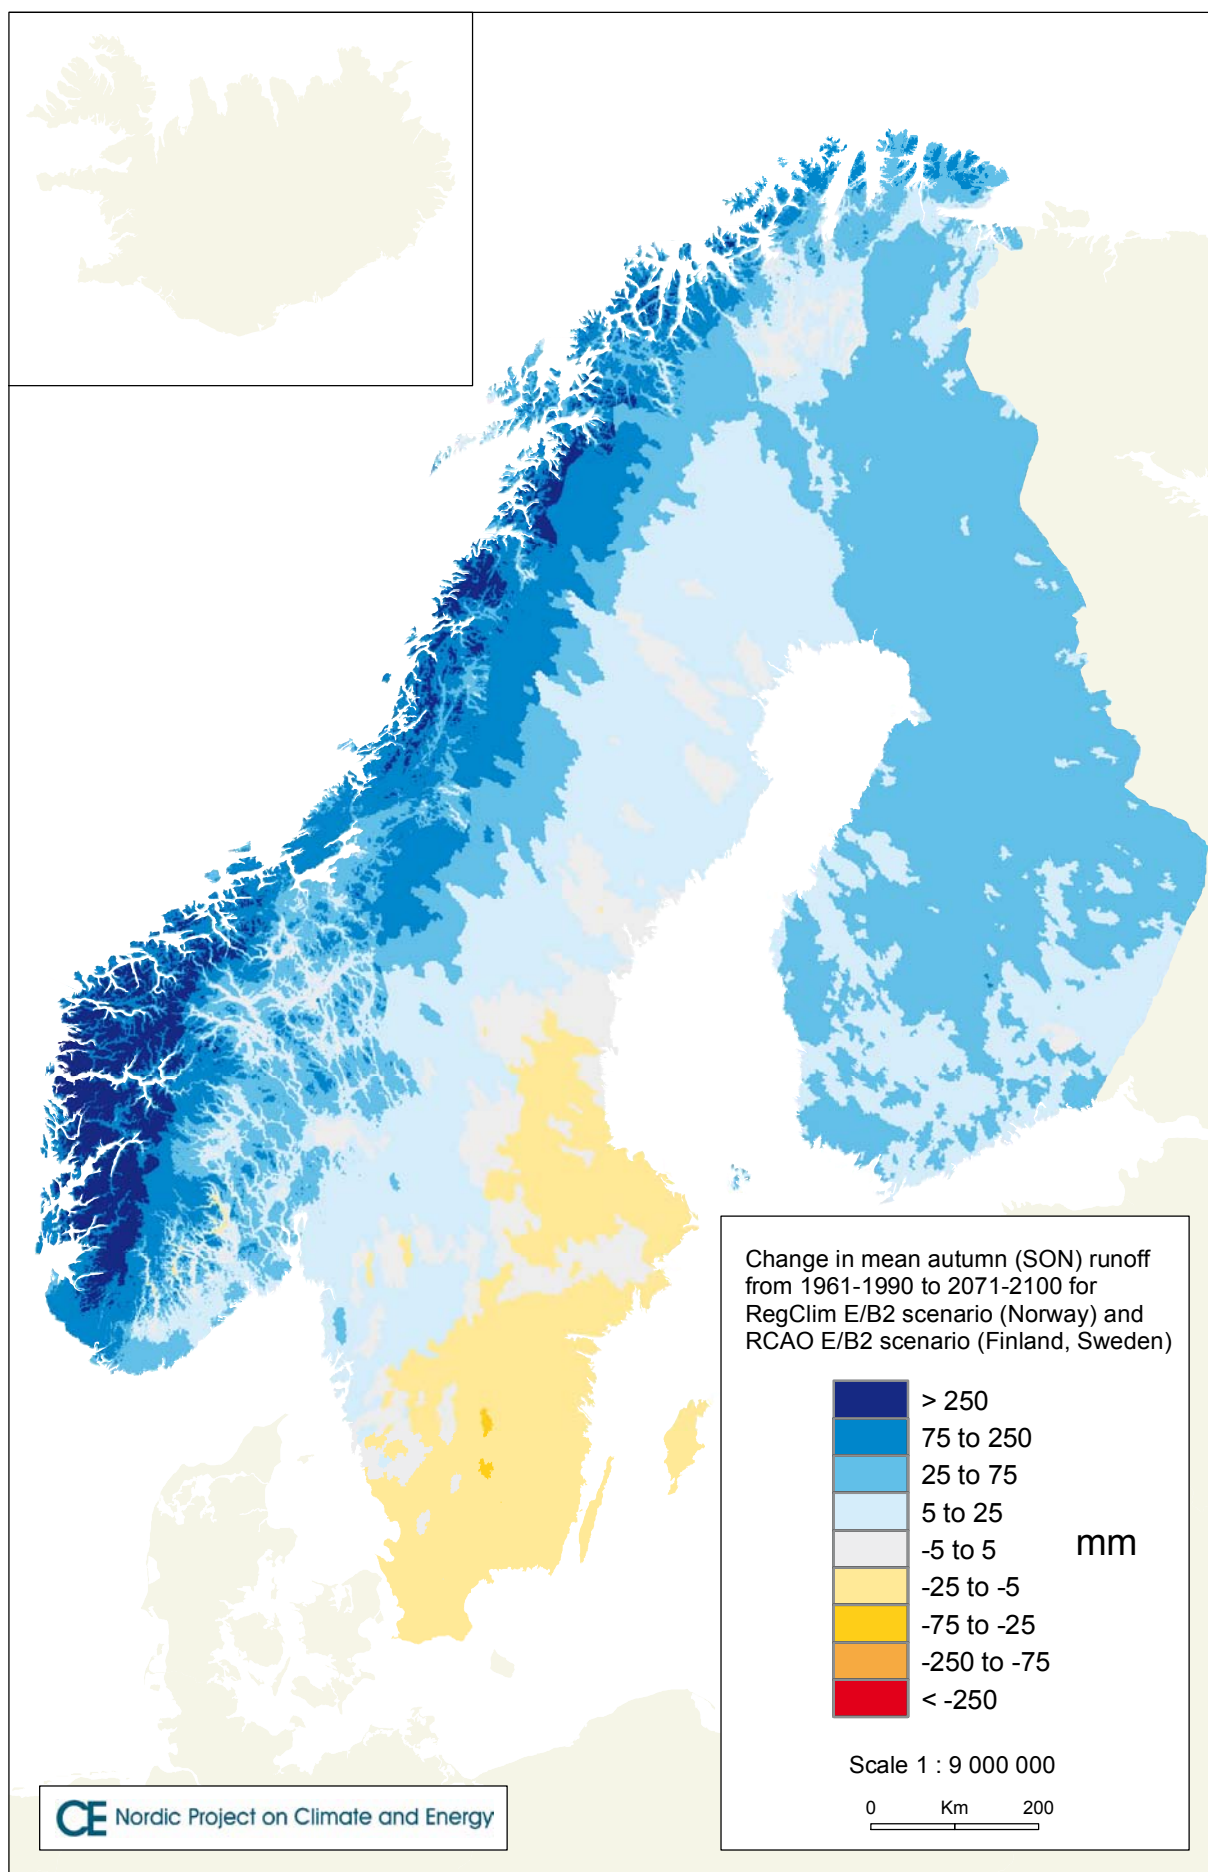 Change in mean autumn (SON) runoff
from 1961-1990 to 2071-2100 for
RegClim E/B2 scenario (Norway) and
RCAO E/B2 scenario (Finland, Sweden)
> 250
75 to 250
25 to 75
5 to 25
-5 to 5
mm
-25 to -5
-75 to -25
-250 to -75
< -250
Scale 1 : 9 000 000
0 Km 200
CE Nordic Project on Climate and Energy